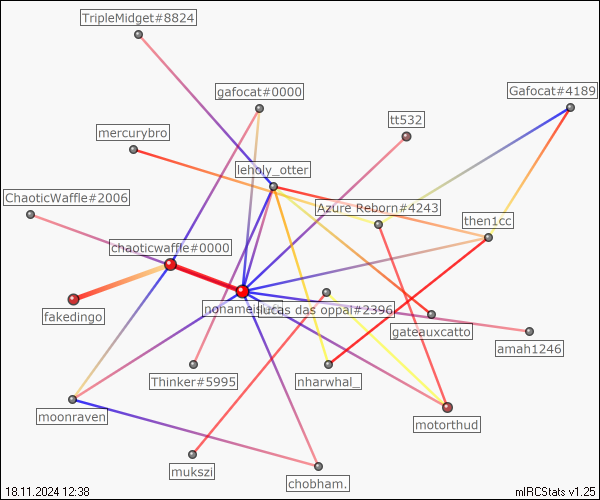 TripleMidget#8824
gafocat#0000
Gafocat#4189
tt532
mercurybro
leholy_otter
ChaoticWaffle#2006
Azure Reborn#4243
then1cc
chaoticwaffle#0000
das oppai#2396
fakedingo
gateauxcatto
amah1246
Thinker#5995
nharwhal_
moonraven
motorthud
mukszi
chobham.
18.11.2024 12:38
mIRCStats v1.25